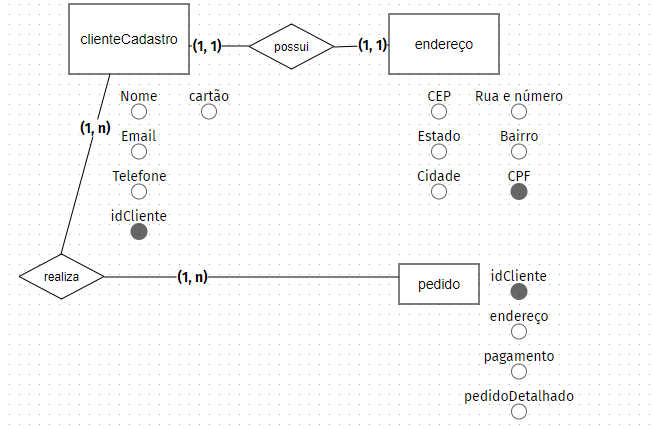 clienteCadastro
(1, 1)
possui
(1, 1)
endereço
Nome
cartão
CEP
Rua e número
(1, n)
Email
Estado
Bairro
Telefone
Cidade
CPF
idCliente
realiza
(1, n)
pedido
idCliente
endereço
pagamento
pedidoDetalhado